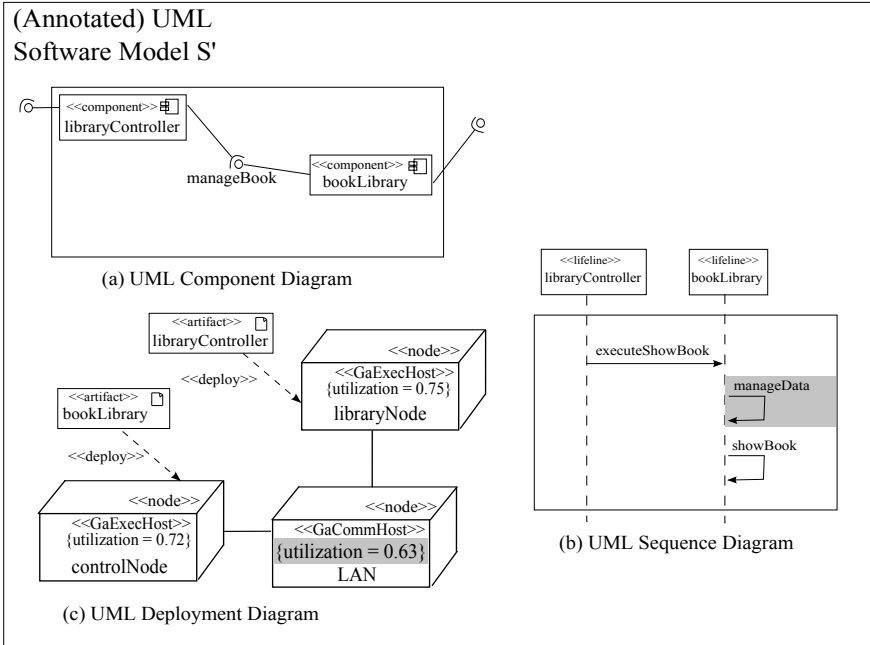 (Annotated) UML
Software Model S'
<<component>>
libraryController
manageBook
<<component>>
bookLibrary
(a) UML Component Diagram
<<lifeline>>
libraryController
<<lifeline>>
bookLibrary
executeShowBook
manageData
showBook
(b) UML Sequence Diagram
<<artifact>>
libraryController
<<deploy>>
<<node>>
<<GaExecHost>>
{utilization = 0.75}
libraryNode
<<artifact>>
bookLibrary
<<deploy>>
<<node>>
<<GaExecHost>>
{utilization = 0.72}
controlNode
<<node>>
<<GaCommHost>>
{utilization = 0.63}
LAN
(c) UML Deployment Diagram